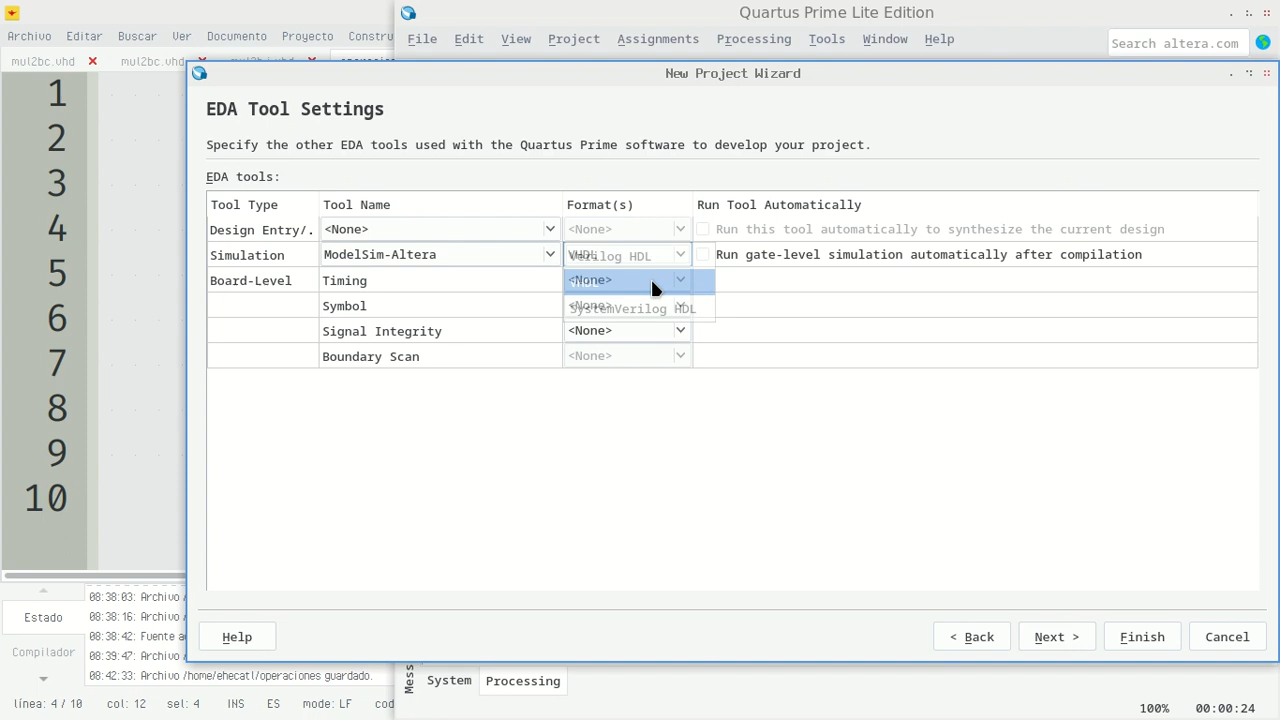 Quartus Prime Lite Edition
Archivo Editar Buscar Ver Documento Proyecto Constru
File Edit View Project Assignments Processing Tools Window Help
Search altera.com
mul2bc.vhd mul2bc.vhd
New Project Wizard
EDA Tool Settings
Specify the other EDA tools used with the Quartus Prime software to develop your project.
EDA tools:
Tool Type Tool Name Format(s) Run Tool Automatically
Design Entry/. <None> <None> Run this tool automatically to synthesize the current design
Simulation ModelSim-Altera VHDL Run gate-level simulation automatically after compilation
Verilog HDL
Board-Level Timing <None>
Symbol <None>
SystemVerilog HDL
Signal Integrity <None>
Boundary Scan <None>
1
2
3
4
5
6
7
8
9
10
Help < Back Next > Finish Cancel
Estado
Compilador
08:38:03: Archivo /
08:38:16: Archivo /
08:38:42: Fuente a
08:39:47: Archivo /
08:42:33: Archivo /home/ehecatl/operaciones guardado.
línea: 4 / 10 col: 12 sel: 4 INS ES mode: LF cod
Mess
System Processing
100% 00:00:24